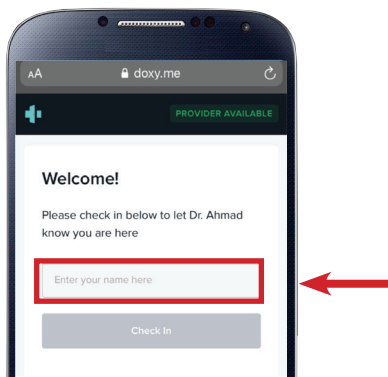 AA doxy.me
PROVIDER AVAILABLE
Welcome!
Please check in below to let Dr. Ahmad
know you are here
Enter your name here
Check In